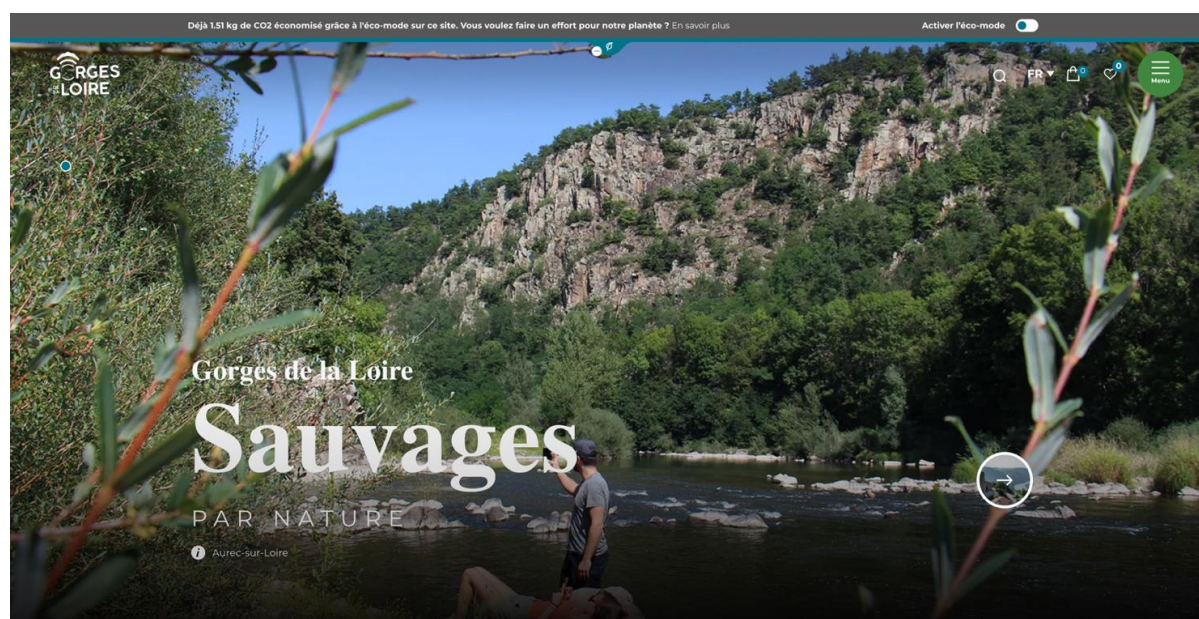 Déjà 1.51 kg de CO2 économisé grâce à l'éco-mode sur ce site. Vous voulez faire un effort pour notre planète ? En savoir plus
Activer l'éco-mode
GORGES
LOIRE
FR
0
0
Menu
Gorges de la Loire
Sauvages
PAR NATURE
i Aurec-sur-Loire